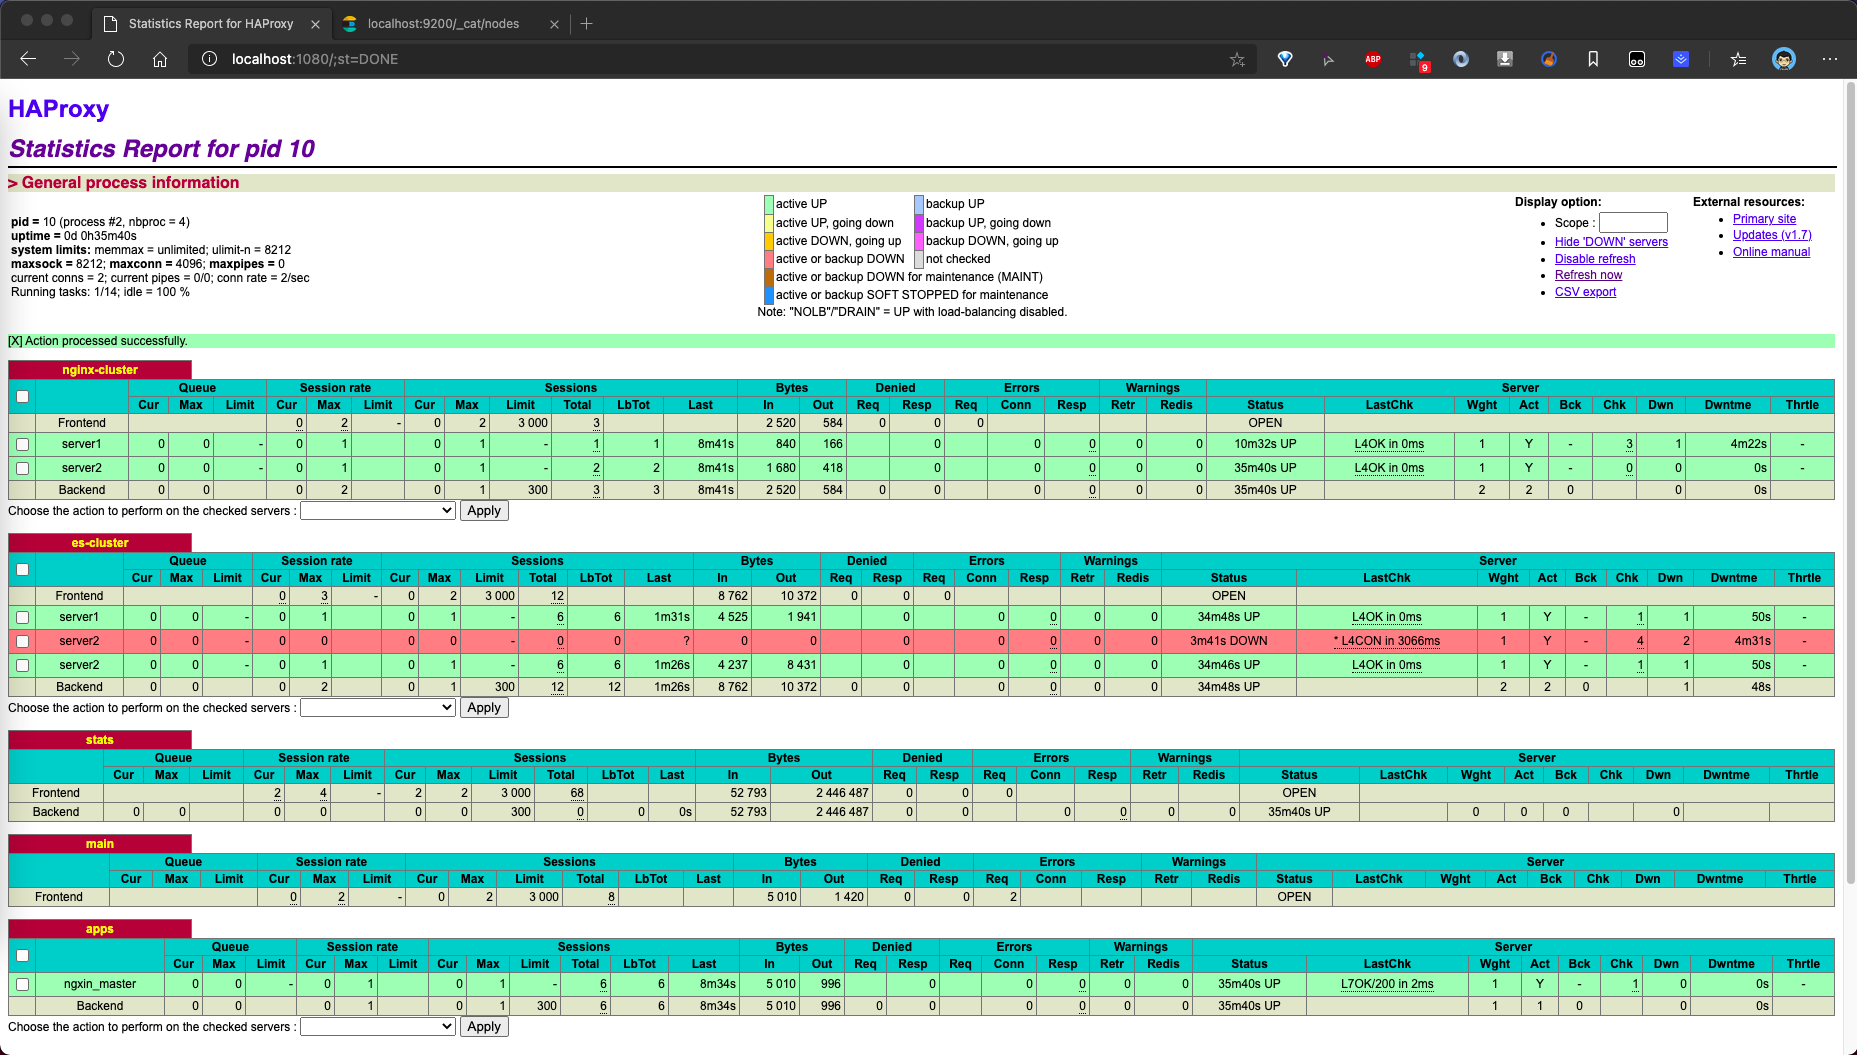 Statistics Report for HAProxy
localhost:9200/_cat/nodes
localhost:1080/;st=DONE
ABP
9
HAProxy
Statistics Report for pid 10
> General process information
pid = 10 (process #2, nbproc = 4)
uptime = 0d 0h35m40s
system limits: memmax = unlimited; ulimit-n = 8212
maxsock = 8212; maxconn = 4096; maxpipes = 0
current conns = 2; current pipes = 0/0; conn rate = 2/sec
Running tasks: 1/14; idle = 100 %
active UP backup UP
active UP, going down backup UP, going down
active DOWN, going up backup DOWN, going up
active or backup DOWN not checked
active or backup DOWN for maintenance (MAINT)
active or backup SOFT STOPPED for maintenance
Note: "NOLB"/"DRAIN" = UP with load-balancing disabled.
Display option:
Scope :
Hide 'DOWN' servers
Disable refresh
Refresh now
CSV export
External resources:
Primary site
Updates (v1.7)
Online manual
[X] Action processed successfully.
nginx-cluster
Queue Session rate Sessions Bytes Denied Errors Warnings Server
Cur Max Limit Cur Max Limit Cur Max Limit Total LbTot Last In Out Req Resp Req Conn Resp Retr Redis Status LastChk Wght Act Bck Chk Dwn Dwntme Thrtle
Frontend 0 2 - 0 2 3 000 3 2 520 584 0 0 0 OPEN
server1 0 0 - 0 1 0 1 - 1 1 8m41s 840 166 0 0 0 0 0 10m32s UP L4OK in 0ms 1 Y - 3 1 4m22s -
server2 0 0 - 0 1 0 1 - 2 2 8m41s 1 680 418 0 0 0 0 0 35m40s UP L4OK in 0ms 1 Y - 0 0 0s -
Backend 0 0 0 2 0 1 300 3 3 8m41s 2 520 584 0 0 0 0 0 0 35m40s UP 2 2 0 0 0s
Choose the action to perform on the checked servers : Apply
es-cluster
Queue Session rate Sessions Bytes Denied Errors Warnings Server
Cur Max Limit Cur Max Limit Cur Max Limit Total LbTot Last In Out Req Resp Req Conn Resp Retr Redis Status LastChk Wght Act Bck Chk Dwn Dwntme Thrtle
Frontend 0 3 - 0 2 3 000 12 8 762 10 372 0 0 0 OPEN
server1 0 0 - 0 1 0 1 - 6 6 1m31s 4 525 1 941 0 0 0 0 0 34m48s UP L4OK in 0ms 1 Y - 1 1 50s -
server2 0 0 - 0 0 0 0 - 0 0 ? 0 0 0 0 0 0 0 3m41s DOWN * L4CON in 3066ms 1 Y - 4 2 4m31s -
server2 0 0 - 0 1 0 1 - 6 6 1m26s 4 237 8 431 0 0 0 0 0 34m46s UP L4OK in 0ms 1 Y - 1 1 50s -
Backend 0 0 0 2 0 1 300 12 12 1m26s 8 762 10 372 0 0 0 0 0 0 34m48s UP 2 2 0 1 48s
Choose the action to perform on the checked servers : Apply
stats
Queue Session rate Sessions Bytes Denied Errors Warnings Server
Cur Max Limit Cur Max Limit Cur Max Limit Total LbTot Last In Out Req Resp Req Conn Resp Retr Redis Status LastChk Wght Act Bck Chk Dwn Dwntme Thrtle
Frontend 2 4 - 2 2 3 000 68 52 793 2 446 487 0 0 0 OPEN
Backend 0 0 0 0 0 0 300 0 0 0s 52 793 2 446 487 0 0 0 0 0 0 35m40s UP 0 0 0 0
main
Queue Session rate Sessions Bytes Denied Errors Warnings Server
Cur Max Limit Cur Max Limit Cur Max Limit Total LbTot Last In Out Req Resp Req Conn Resp Retr Redis Status LastChk Wght Act Bck Chk Dwn Dwntme Thrtle
Frontend 0 2 - 0 2 3 000 8 5 010 1 420 0 0 2 OPEN
apps
Queue Session rate Sessions Bytes Denied Errors Warnings Server
Cur Max Limit Cur Max Limit Cur Max Limit Total LbTot Last In Out Req Resp Req Conn Resp Retr Redis Status LastChk Wght Act Bck Chk Dwn Dwntme Thrtle
ngxin_master 0 0 - 0 1 0 1 - 6 6 8m34s 5 010 996 0 0 0 0 0 35m40s UP L7OK/200 in 2ms 1 Y - 1 0 0s -
Backend 0 0 0 1 0 1 300 6 6 8m34s 5 010 996 0 0 0 0 0 0 35m40s UP 1 1 0 0 0s
Choose the action to perform on the checked servers : Apply